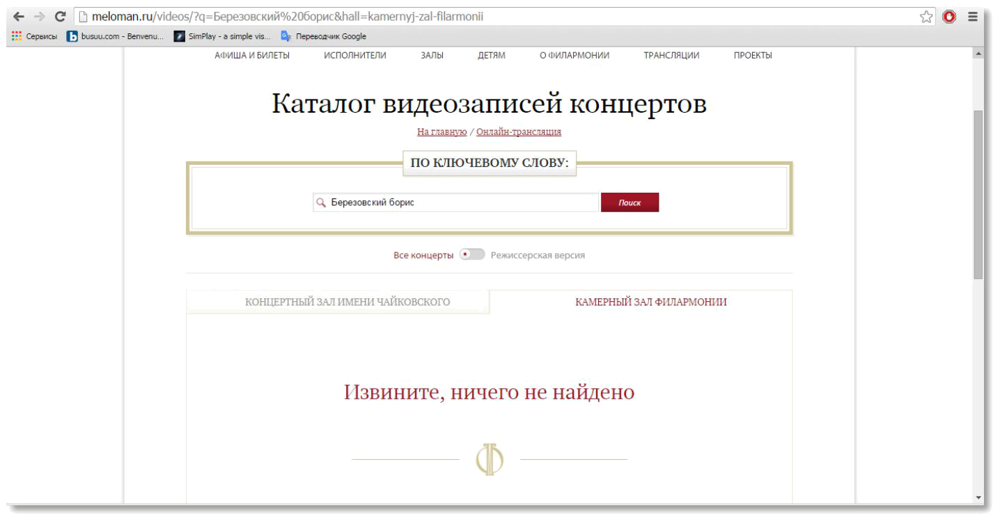 meloman.ru/videos/?q=Березовский%20борис&hall=kamernyj-zal-filarmonii
Сервисы busuu.com - Benvenu... SimPlay - a simple vis... Переводчик Google
АФИША И БИЛЕТЫ ИСПОЛНИТЕЛИ ЗАЛЫ ДЕТЯМ О ФИЛАРМОНИИ ТРАНСЛЯЦИИ ПРОЕКТЫ
Каталог видеозаписей концертов
На главную / Онлайн-трансляция
ПО КЛЮЧЕВОМУ СЛОВУ:
Березовский борис Поиск
Все концерты Режиссерская версия
КОНЦЕРТНЫЙ ЗАЛ ИМЕНИ ЧАЙКОВСКОГО КАМЕРНЫЙ ЗАЛ ФИЛАРМОНИИ
Извините, ничего не найдено